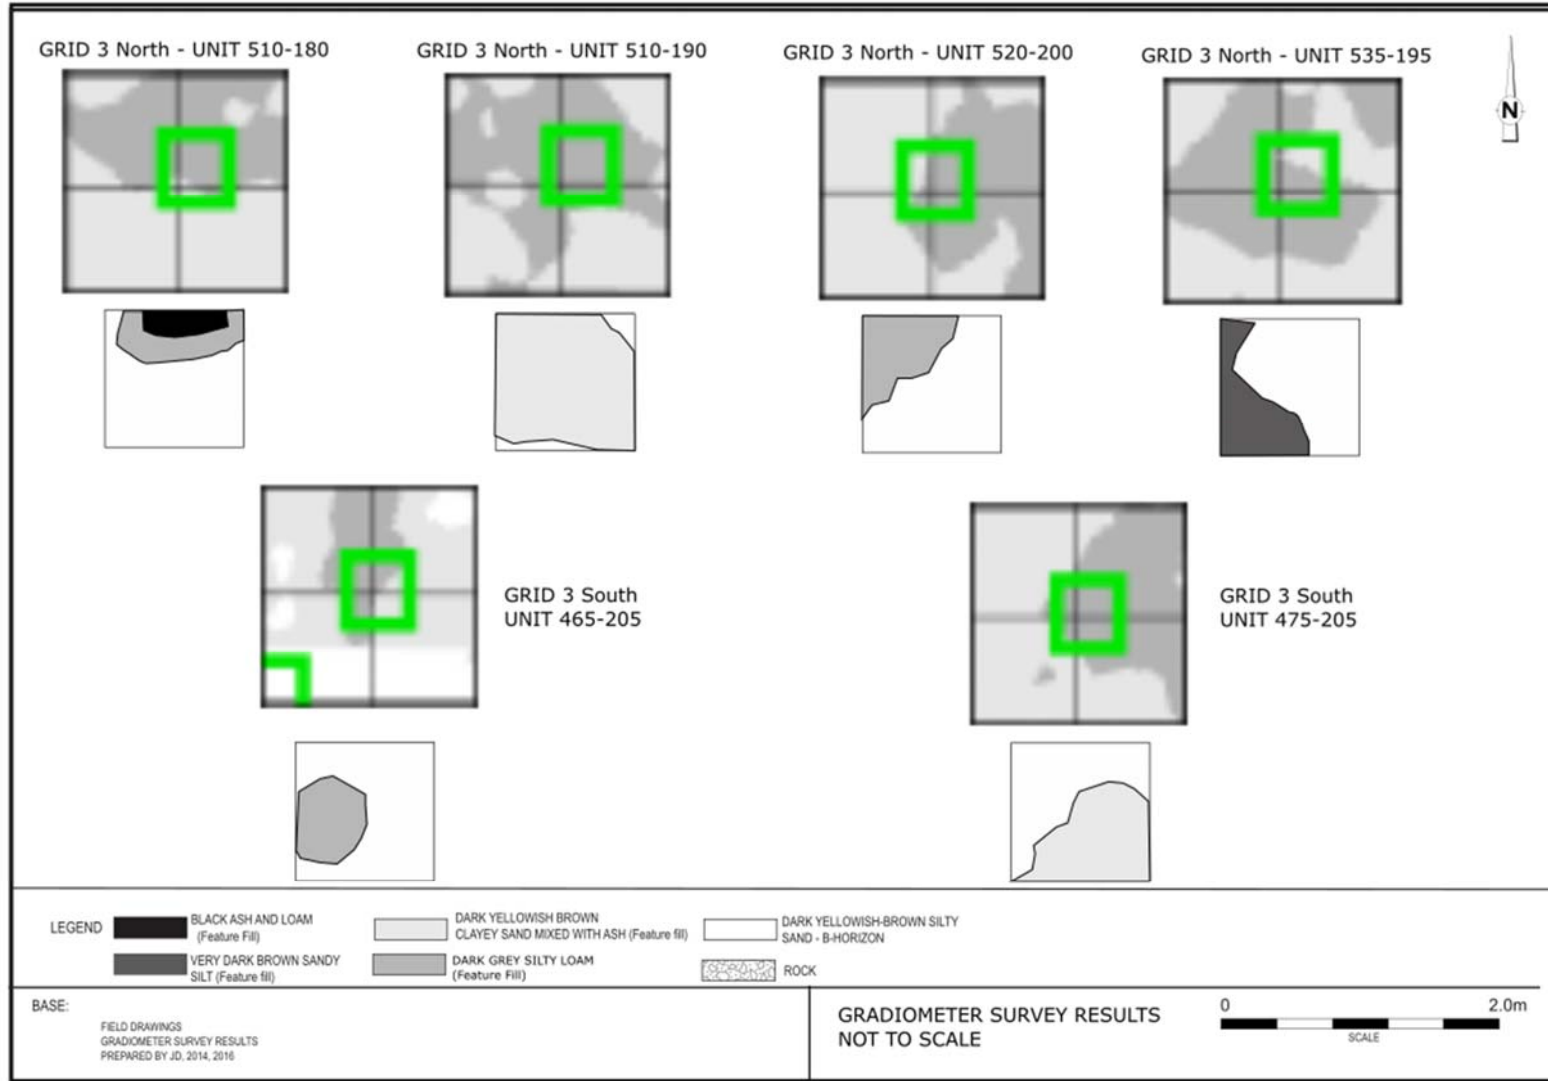 GRID 3 North - UNIT 510-180
GRID 3 North - UNIT 510-190
GRID 3 North - UNIT 520-200
GRID 3 North - UNIT 535-195
N
GRID 3 South
UNIT 465-205
GRID 3 South
UNIT 475-205
LEGEND
BLACK ASH AND LOAM
(Feature Fill)
VERY DARK BROWN SANDY
SILT (Feature fill)
DARK YELLOWISH BROWN
CLAYEY SAND MIXED WITH ASH (Feature fill)
DARK GREY SILTY LOAM
(Feature Fill)
DARK YELLOWISH-BROWN SILTY
SAND - B-HORIZON
ROCK
BASE:
FIELD DRAWINGS
GRADIOMETER SURVEY RESULTS
PREPARED BY JD, 2014, 2016
GRADIOMETER SURVEY RESULTS
NOT TO SCALE
0 2.0m
SCALE